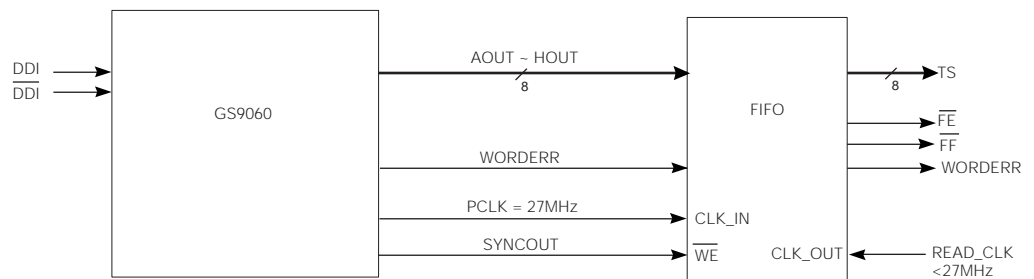 DDI
DDI
GS9060
AOUT ~ HOUT
8
WORDERR
PCLK = 27MHz
SYNCOUT
FIFO
CLK_IN
WE
CLK_OUT
8
TS
FE
FF
WORDERR
READ_CLK
<27MHz